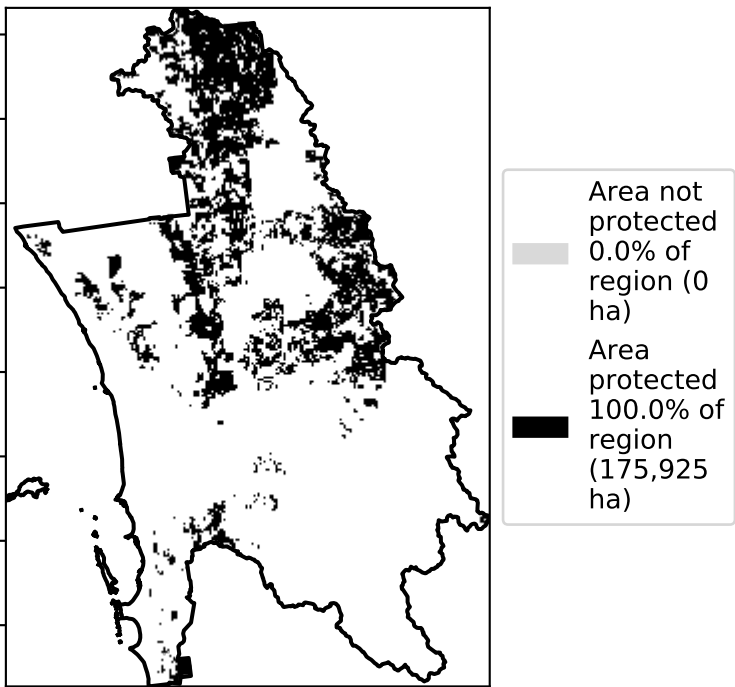 Area not
protected
0.0% of
region (0
ha)
Area
protected
100.0% of
region
(175,925
ha)